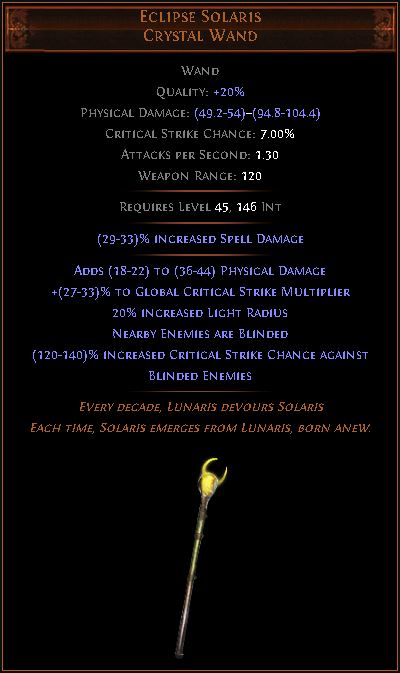 Eclipse Solaris
Crystal Wand
Wand
Quality: +20%
Physical Damage: (49.2-54)–(94.8-104.4)
Critical Strike Chance: 7.00%
Attacks per Second: 1.30
Weapon Range: 120
Requires Level 45, 146 Int
(29-33)% increased Spell Damage
Adds (18-22) to (36-44) Physical Damage
+(27-33)% to Global Critical Strike Multiplier
20% increased Light Radius
Nearby Enemies are Blinded
(120-140)% increased Critical Strike Chance against
Blinded Enemies
Every decade, Lunaris devours Solaris
Each time, Solaris emerges from Lunaris, born anew.